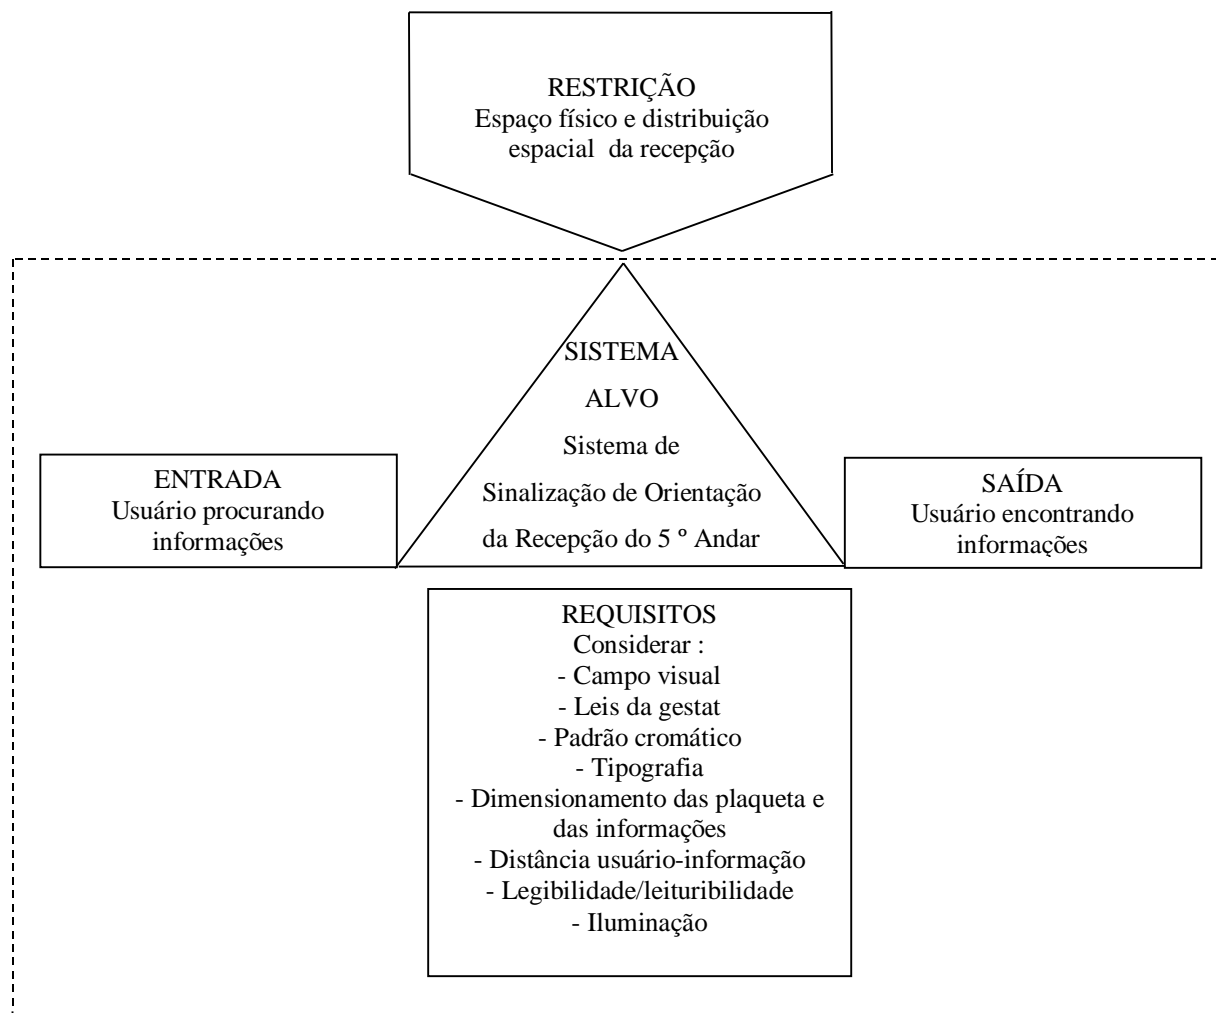 RESTRIÇÃO
Espaço físico e distribuição
espacial da recepção
SISTEMA
ALVO
Sistema de
Sinalização de Orientação
da Recepção do 5 º Andar
ENTRADA
Usuário procurando
informações
SAÍDA
Usuário encontrando
informações
REQUISITOS
Considerar :
- Campo visual
- Leis da gestat
- Padrão cromático
- Tipografia
- Dimensionamento das plaqueta e
das informações
- Distância usuário-informação
- Legibilidade/leituribilidade
- Iluminação